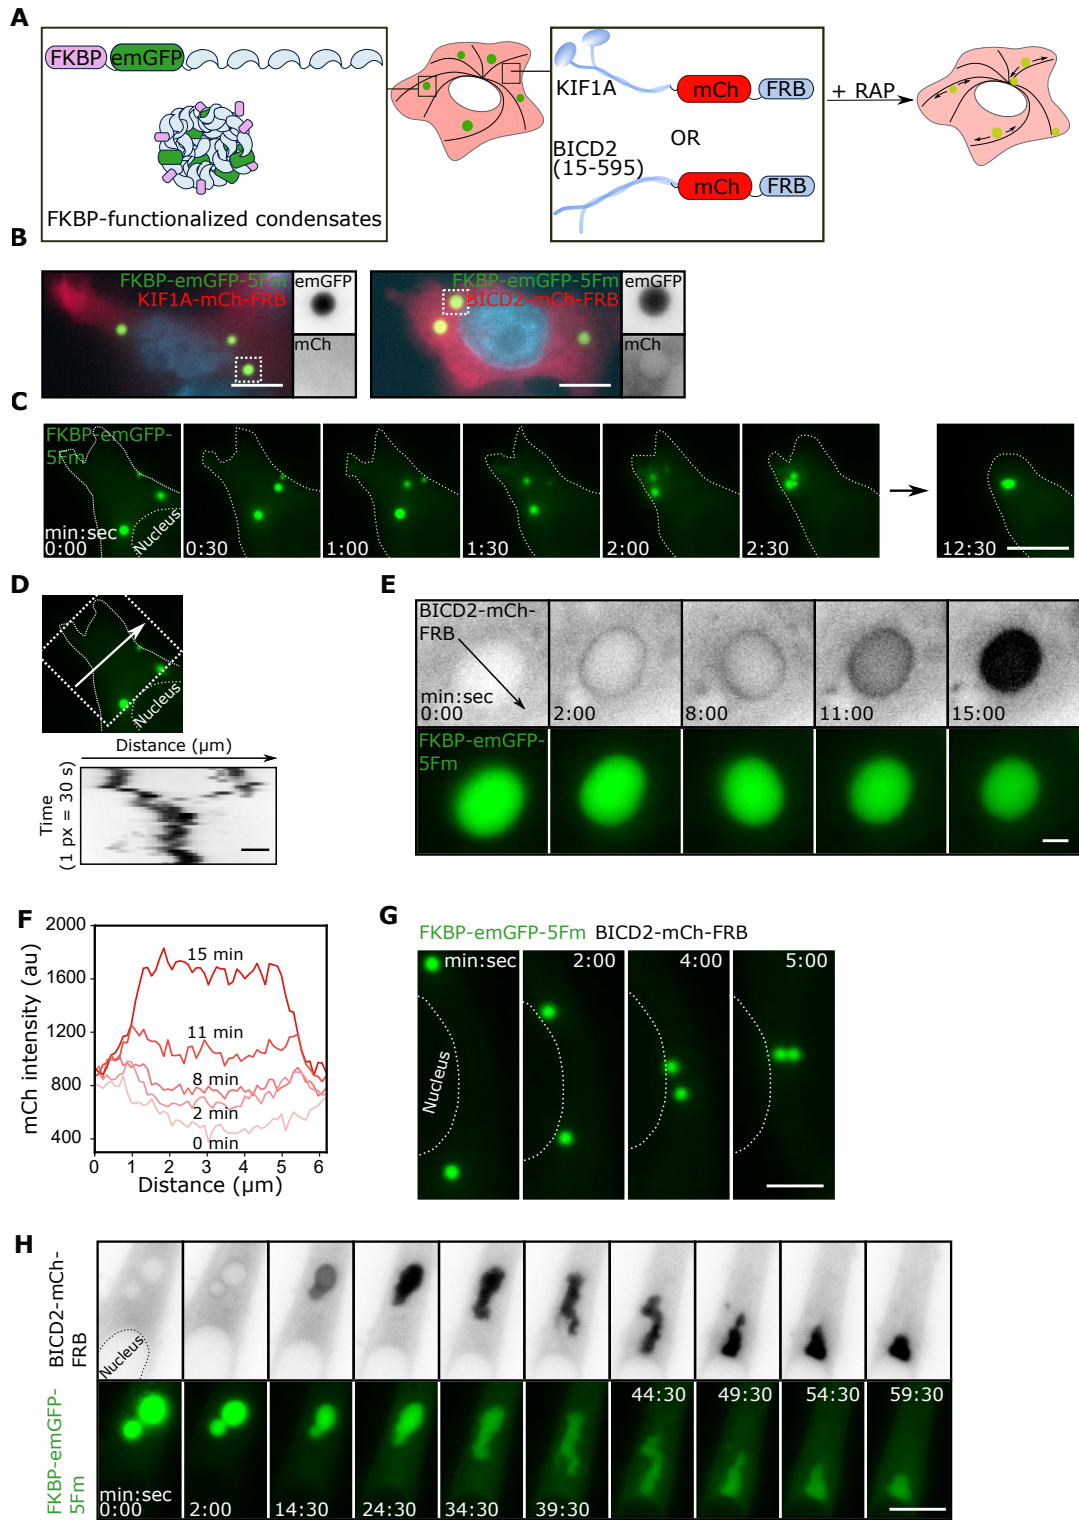 A
FKBP emGFP
FKBP-functionalized condensates
KIF1A
mCh FRB
OR
BICD2
(15-595)
mCh FRB
+ RAP
B
FKBP-emGFP-5Fm
KIF1A-mCh-FRB
emGFP
mCh
FKBP-emGFP-5Fm
BICD2-mCh-FRB
emGFP
mCh
C
FKBP-emGFP-
5Fm
Nucleus
min:sec
0:00
0:30
1:00
1:30
2:00
2:30
12:30
D
Nucleus
Distance (µm)
Time
(1 px = 30 s)
E
BICD2-mCh-
FRB
min:sec
0:00
2:00
8:00
11:00
15:00
FKBP-emGFP-
5Fm
F
mCh intensity (au)
2000
1600
1200
800
400
15 min
11 min
8 min
2 min
0 min
0 1 2 3 4 5 6
Distance (µm)
G
FKBP-emGFP-5Fm BICD2-mCh-FRB
min:sec
2:00
4:00
5:00
Nucleus
H
BICD2-mCh-
FRB
Nucleus
FKBP-emGFP-
5Fm
min:sec
0:00
2:00
14:30
24:30
34:30
39:30
44:30
49:30
54:30
59:30